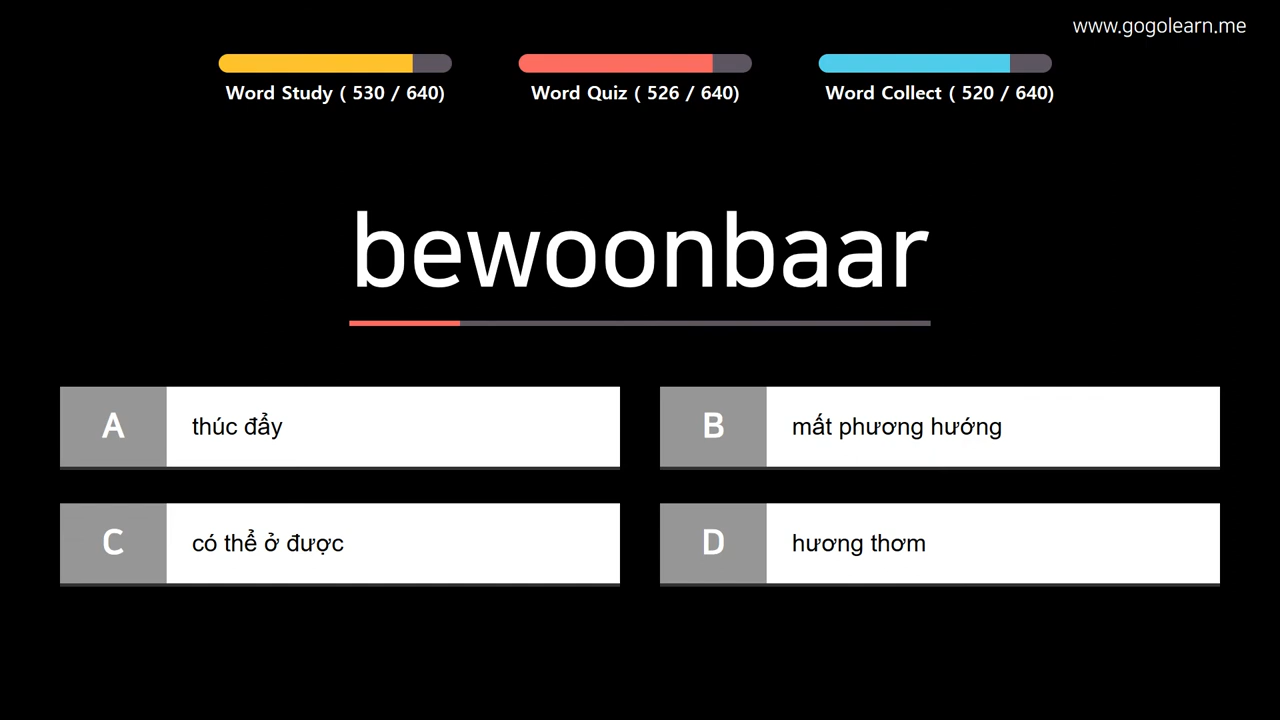 www.gogolearn.me
Word Study ( 530 / 640)
Word Quiz ( 526 / 640)
Word Collect ( 520 / 640)
bewoonbaar
A
thúc đẩy
B
mất phương hướng
C
có thể ở được
D
hương thơm